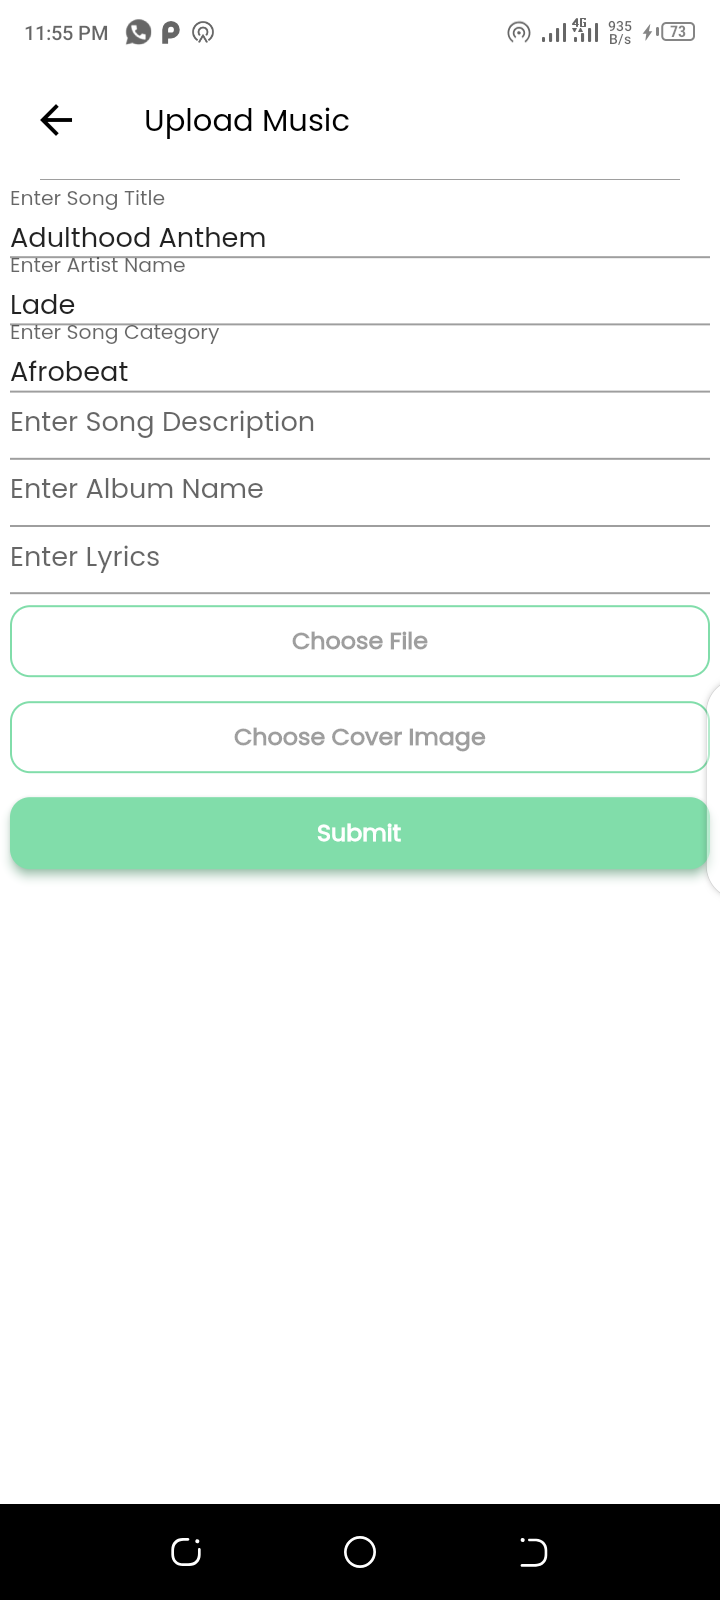 11:55 PM
4G
935
B/s
73
Upload Music
Enter Song Title
Adulthood Anthem
Enter Artist Name
Lade
Enter Song Category
Afrobeat
Enter Song Description
Enter Album Name
Enter Lyrics
Choose File
Choose Cover Image
Submit